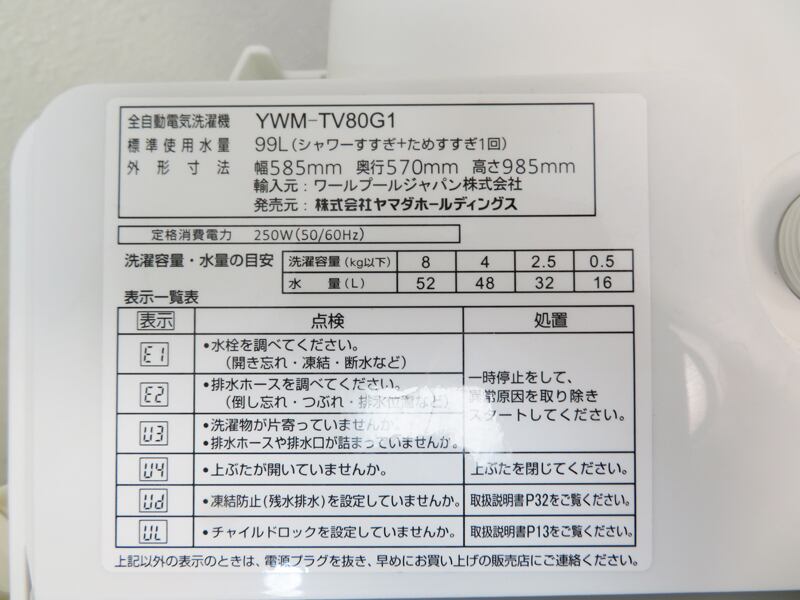 全自動電気洗濯機 YWM-TV80G1
標準使用水量 99L(シャワーすすぎ+ためすすぎ1回)
外形寸法 幅585mm 奥行570mm 高さ985mm
輸入元：ワールプールジャパン株式会社
発売元：株式会社ヤマダホールディングス
定格消費電力 250W(50/60Hz)
洗濯容量・水量の目安 洗濯容量(kg以下) 8 4 2.5 0.5
水量(L) 52 48 32 16
表示一覧表
表示 点検 処置
E1 •水栓を調べてください。
(開き忘れ・凍結・断水など)
E2 •排水ホースを調べてください。
(倒し忘れ・つぶれ・排水位置など)
一時停止をして、
異常原因を取り除き
スタートしてください。
U3 •洗濯物が片寄っていませんか。
•排水ホースや排水口が詰まっていませんか。
U4 •上ぶたが開いていませんか。 上ぶたを閉じてください。
Ud •凍結防止(残水排水)を設定していませんか。 取扱説明書P32をご覧ください。
UL •チャイルドロックを設定していませんか。 取扱説明書P13をご覧ください。
上記以外の表示のときは、電源プラグを抜き、早めにお買い上げの販売店にご連絡ください。